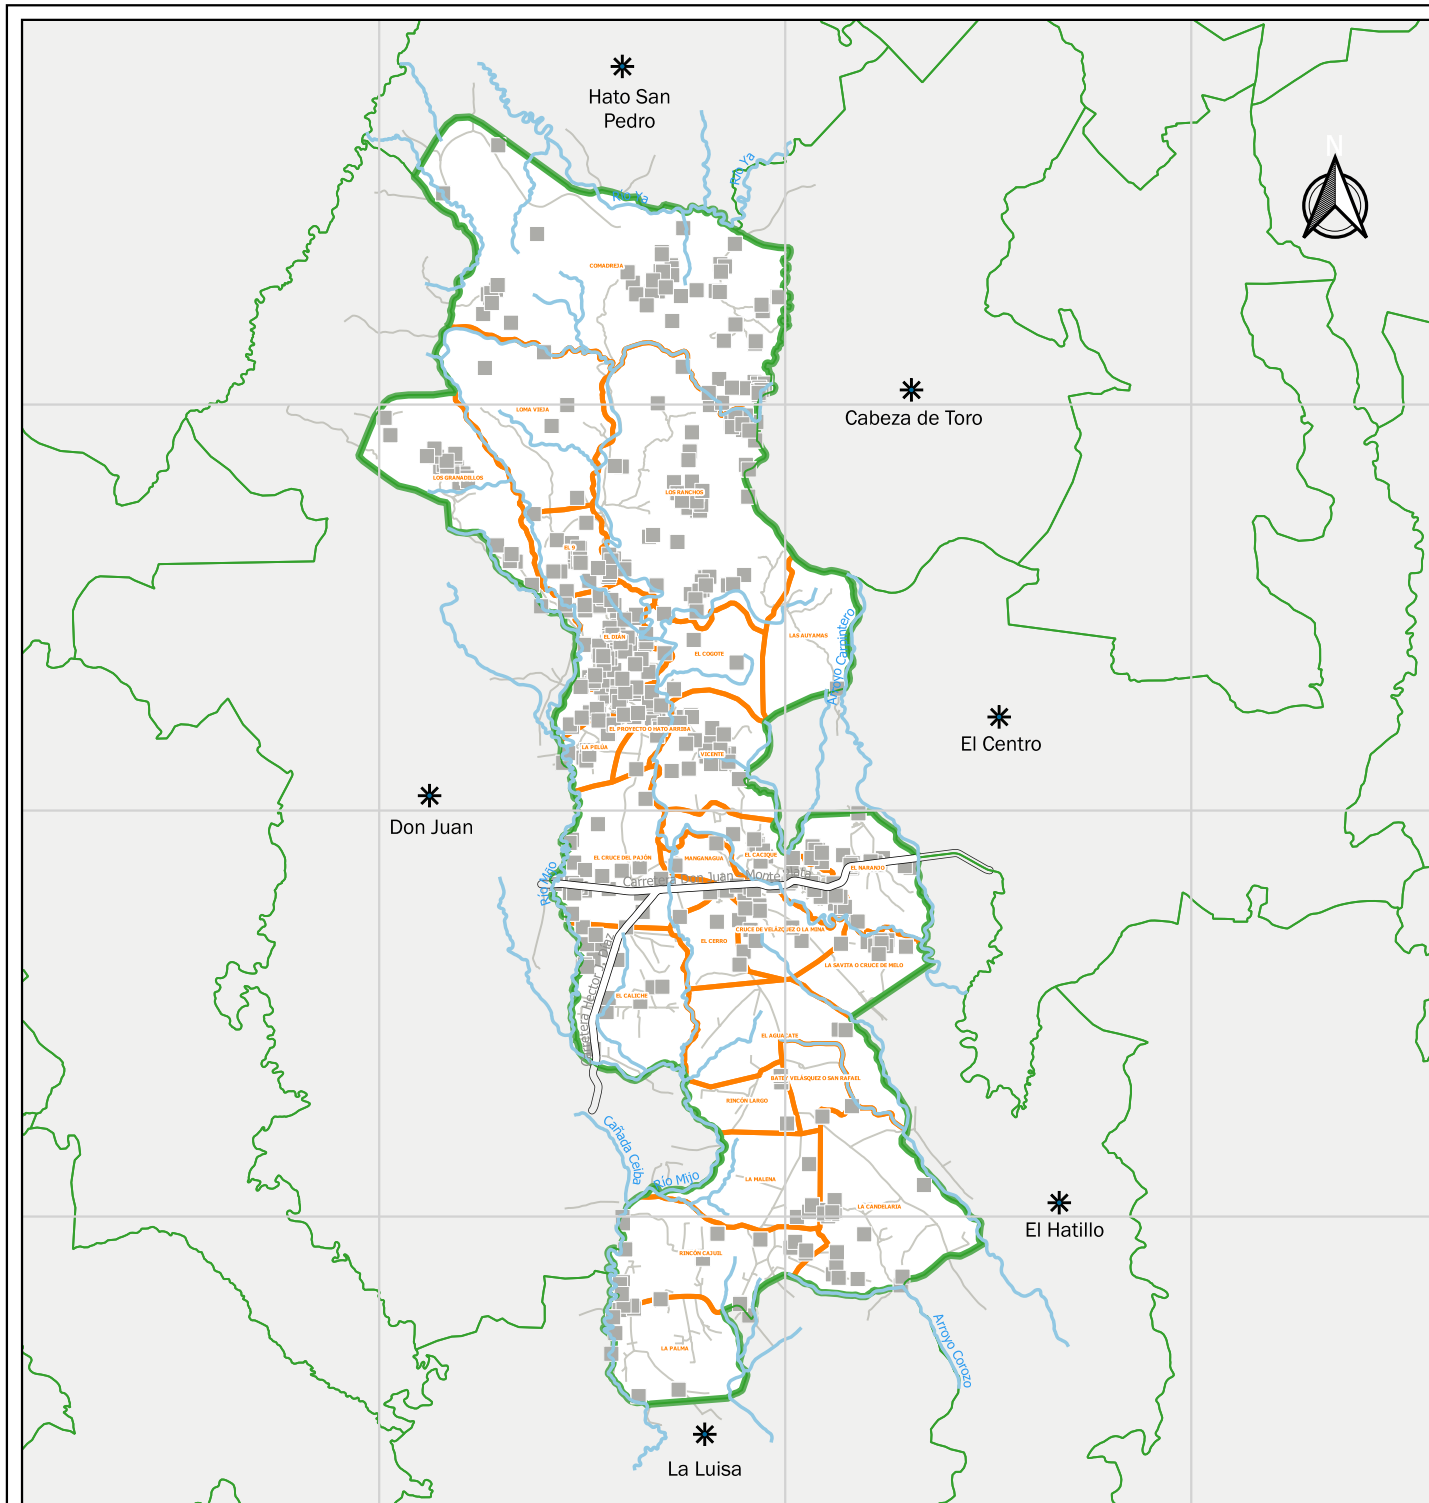 Hato San
Pedro
N
Río Ya
Río Ya
COMADREJA
Cabeza de Toro
LOMA VIEJA
LOS GRANADILLOS
LOS RANCHOS
EL 9
EL DIÁN
LAS AUYAMAS
EL COGOTE
Arroyo Carpintero
El Centro
EL PROYECTO O HATO ARRIBA
LA PELÚA
VICENTE
Don Juan
EL CRUCE DEL PAJÓN
MANGANAGUA
EL CACIQUE
EL NARANJO
Carretera Don Juan - Monte Plata
Río Mijo
CRUCE DE VELÁZQUEZ O LA MINA
EL CERRO
LA SAVITA O CRUCE DE MELO
Carretera Héctor J. Díaz
EL CALICHE
EL AGUACATE
BATEY VELÁSQUEZ O SAN RAFAEL
RINCÓN LARGO
Cañada Ceiba
Río Mijo
LA MALENA
LA CANDELARIA
El Hatillo
RINCÓN CAJUIL
LA PALMA
Arroyo Corozo
La Luisa